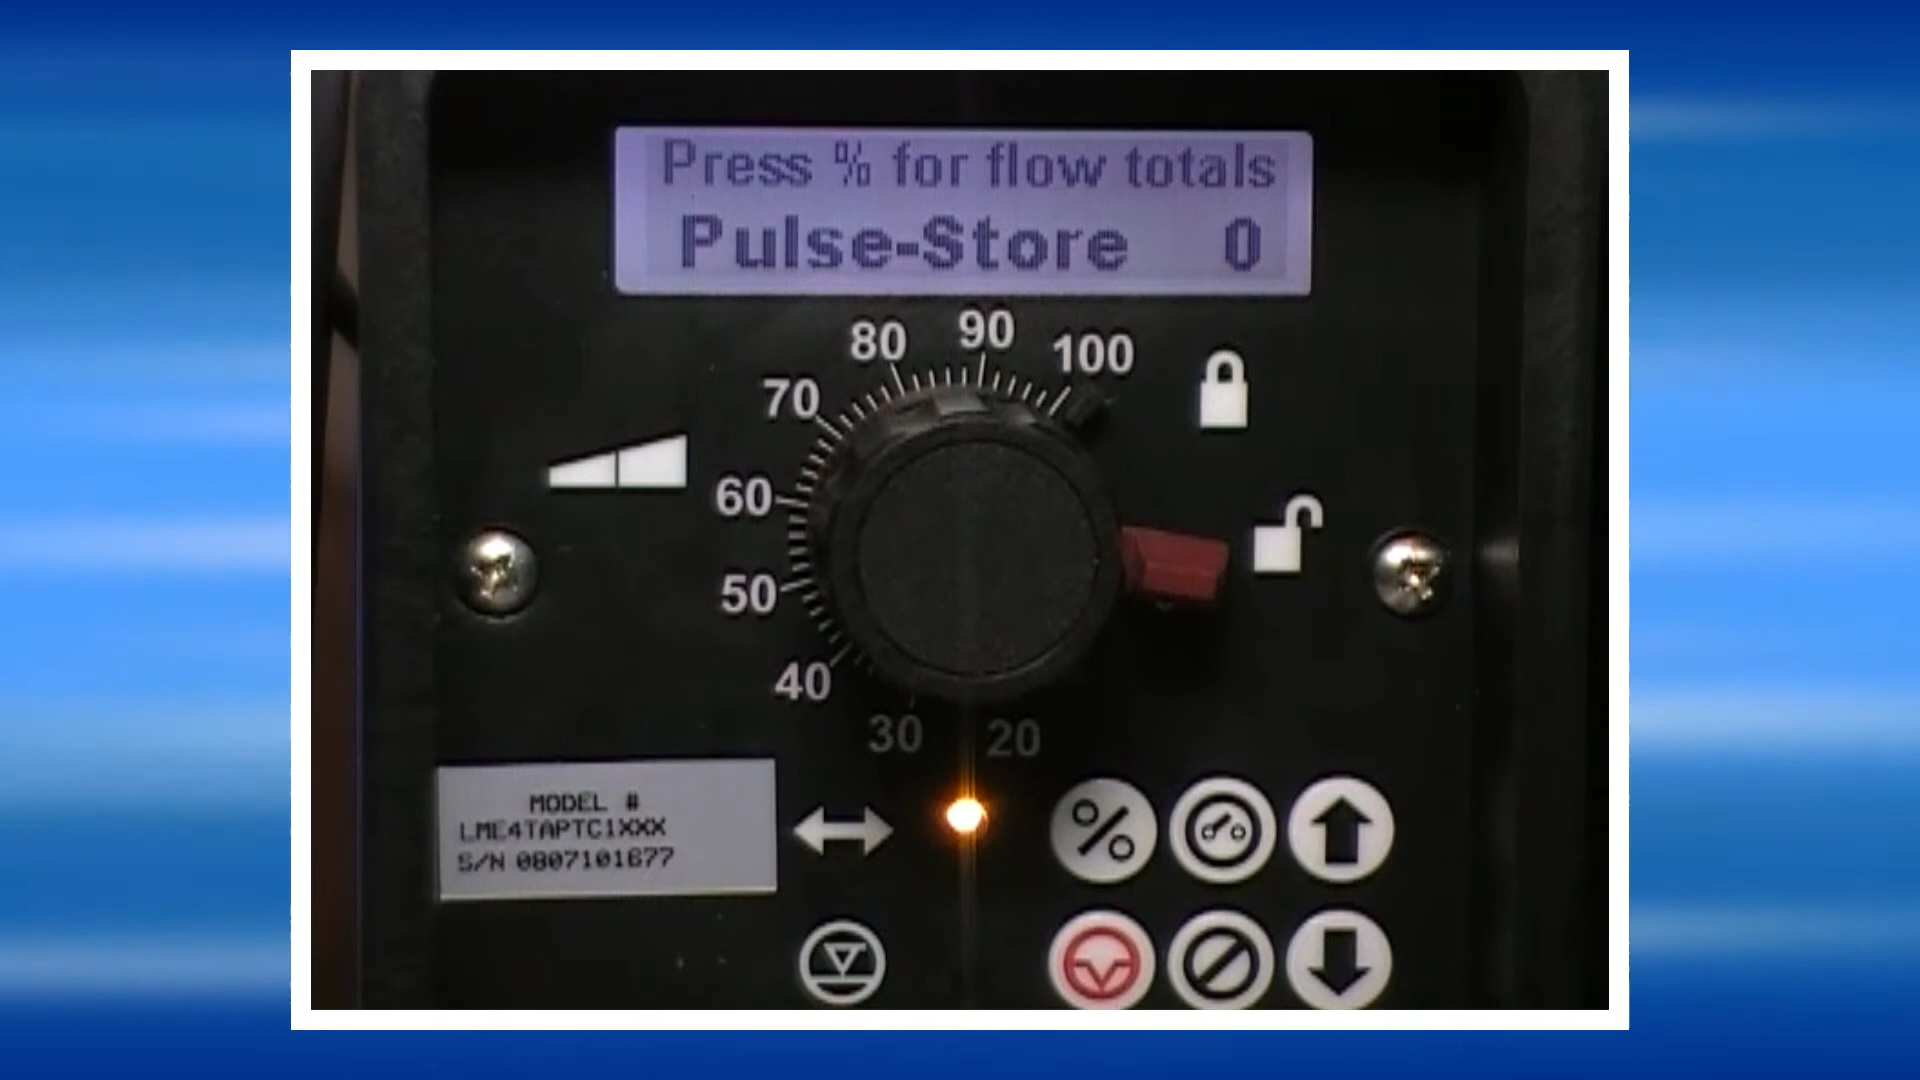 Press % for flow totals
Pulse-Store 0
80
90
100
70
60
50
40
30
20
MODEL #
LME4TAPTC1XXX
S/N 0807101677
%